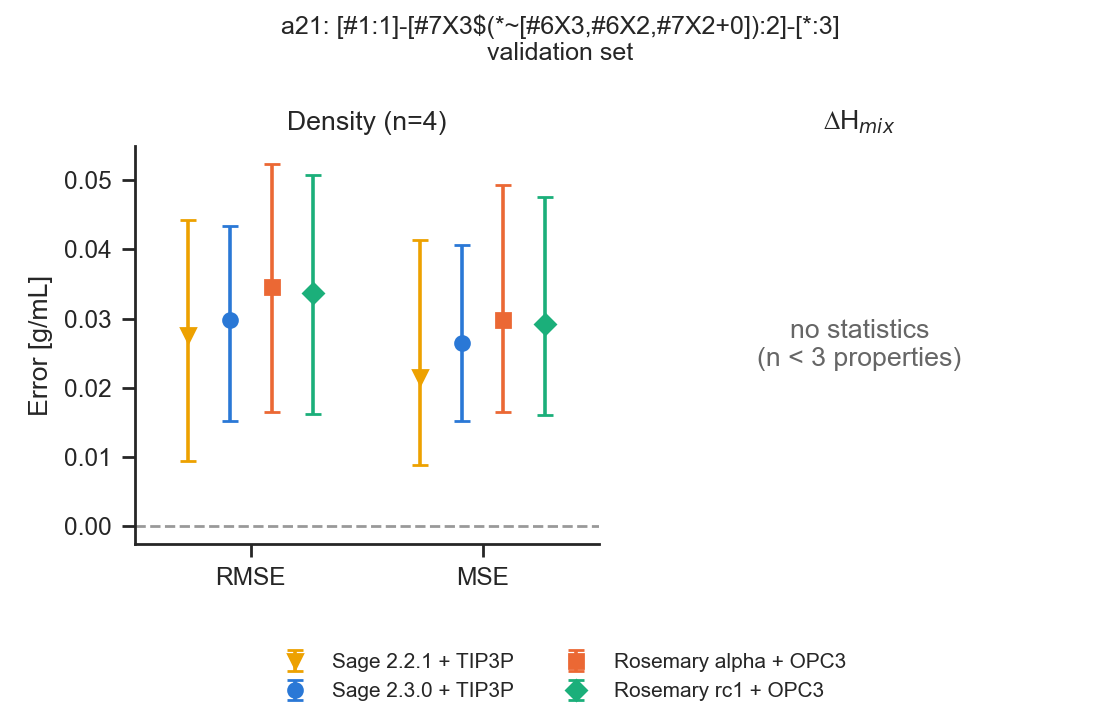 a21: [#1:1]-[#7X3$(*~[#6X3,#6X2,#7X2+0]):2]-[*:3]
validation set
Density (n=4)
ΔH_mix
Error [g/mL]
0.05
0.04
0.03
0.02
0.01
0.00
RMSE
MSE
no statistics
(n < 3 properties)
Sage 2.2.1 + TIP3P
Sage 2.3.0 + TIP3P
Rosemary alpha + OPC3
Rosemary rc1 + OPC3